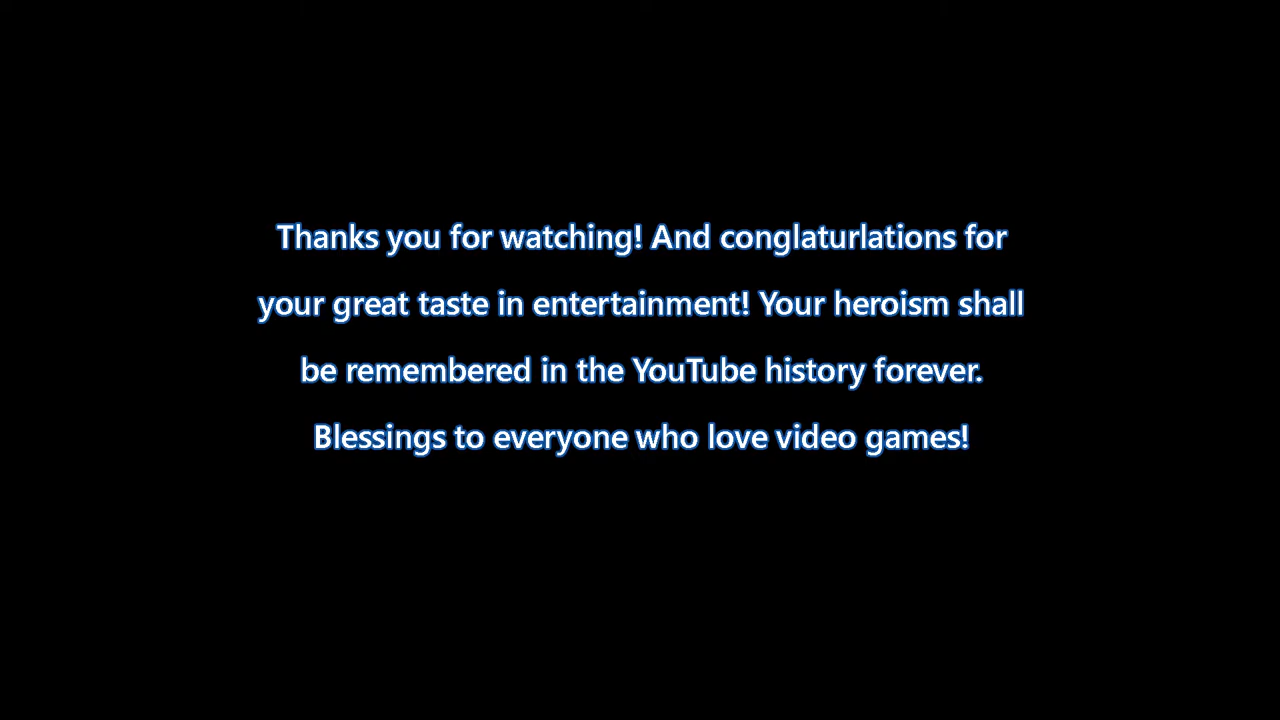 Thanks you for watching! And conglaturlations for
your great taste in entertainment! Your heroism shall
be remembered in the YouTube history forever.
Blessings to everyone who love video games!